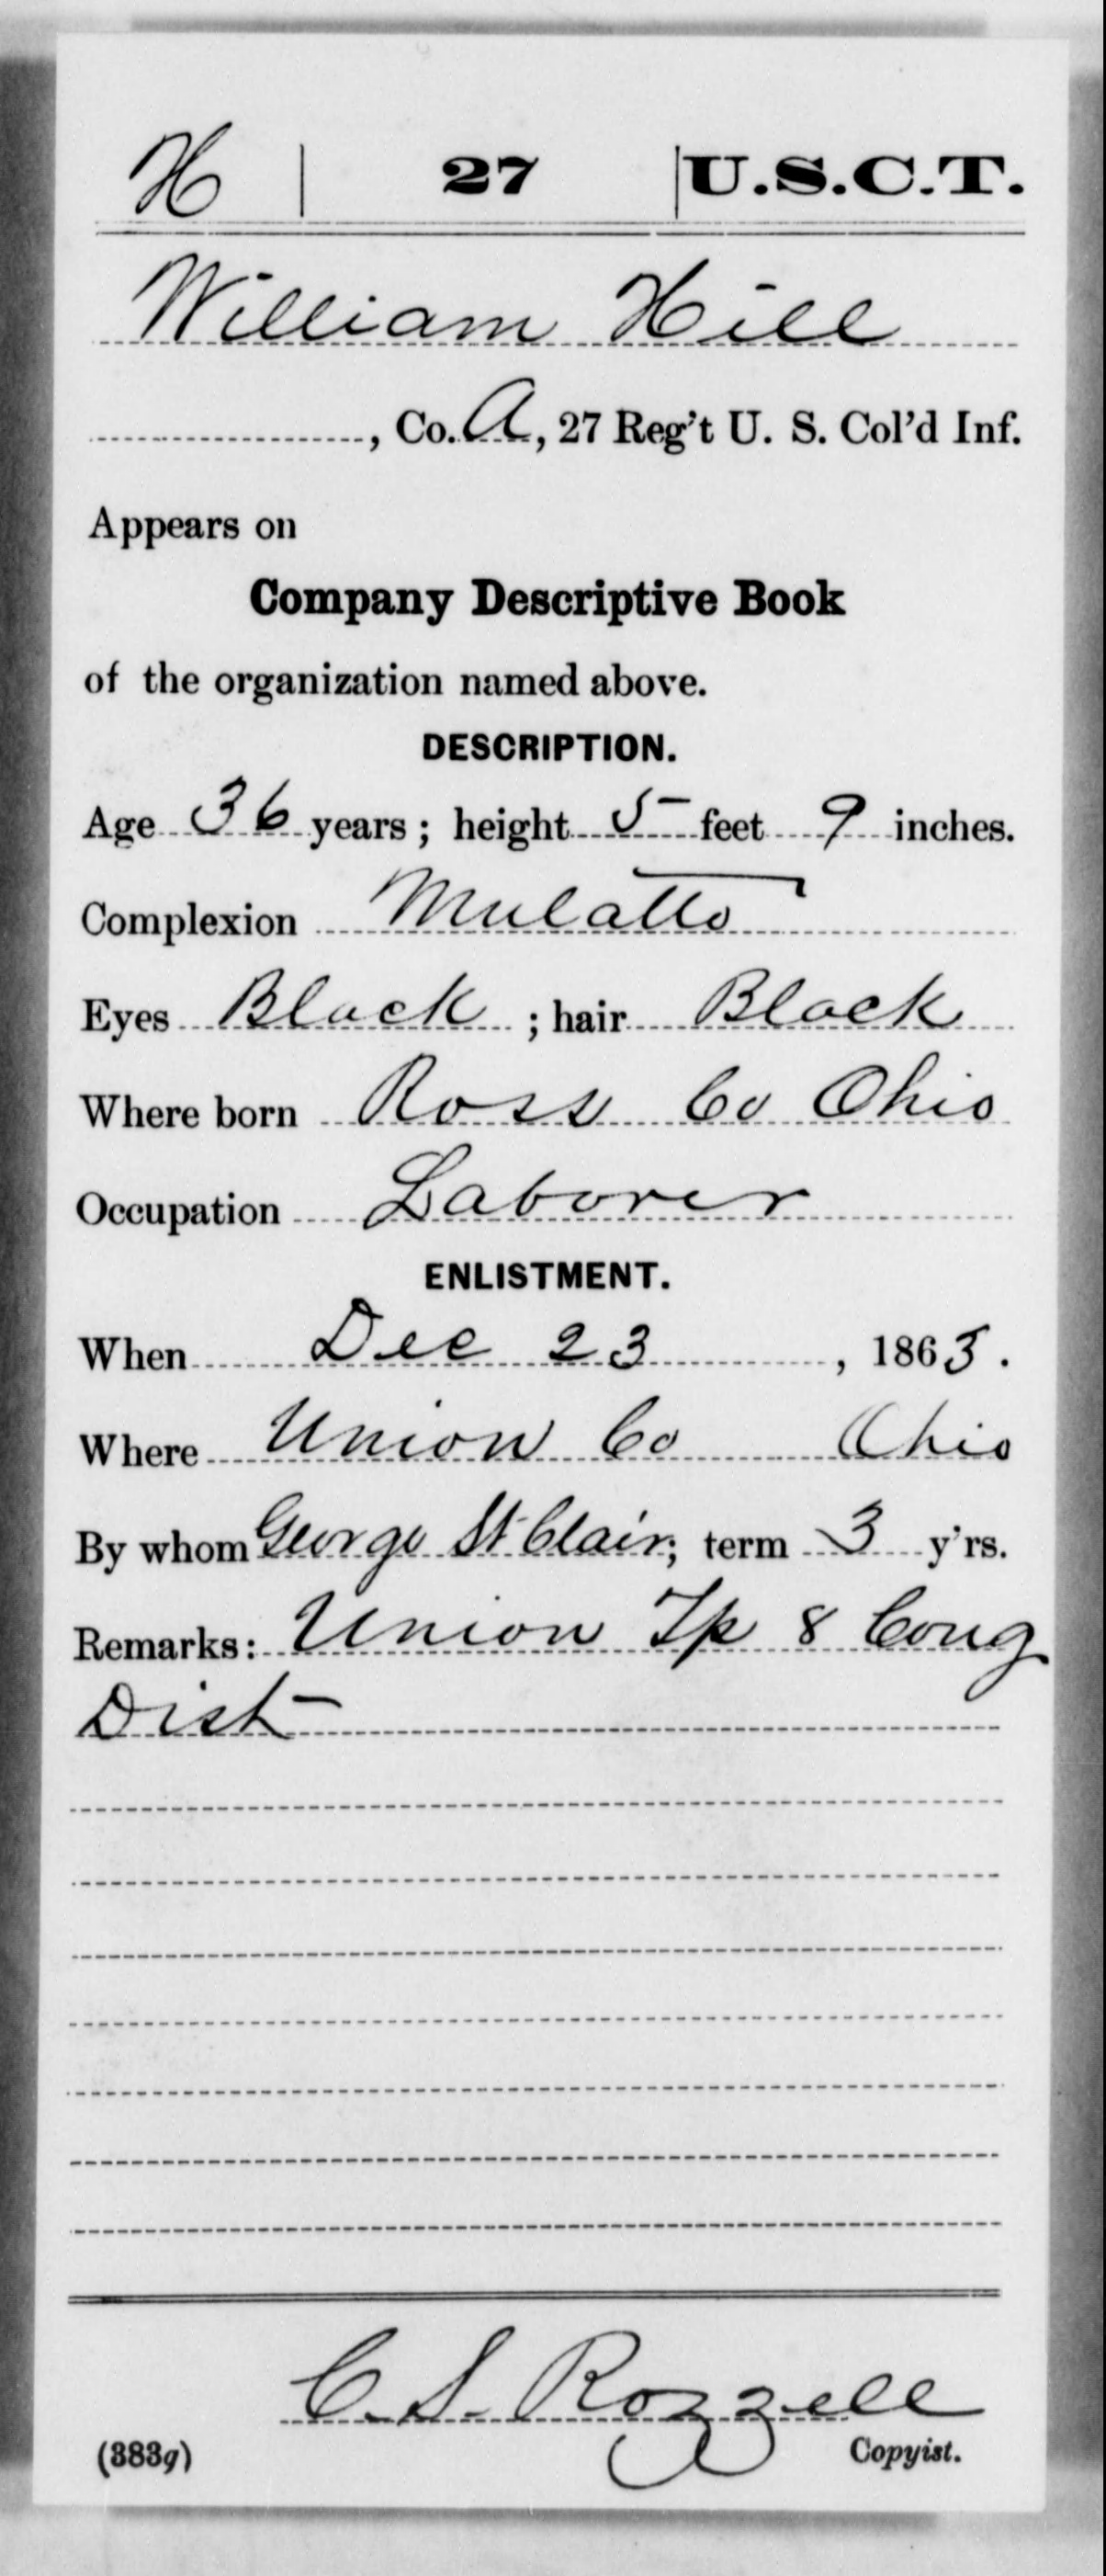 H 27 U.S.C.T.
William Hill
, Co. A, 27 Reg't U. S. Col'd Inf.
Appears on
Company Descriptive Book
of the organization named above.
DESCRIPTION.
Age 36 years; height 5 feet 9 inches.
Complexion Mulatto
Eyes Black; hair Black
Where born Ross Co Ohio
Occupation Laborer
ENLISTMENT.
When Dec 23, 1863.
Where Union Co Ohio
By whom George St Clair; term 3 y'rs.
Remarks: Union Tp 8 Cong
Dist
C. S. Rozzell
(383g) Copyist.